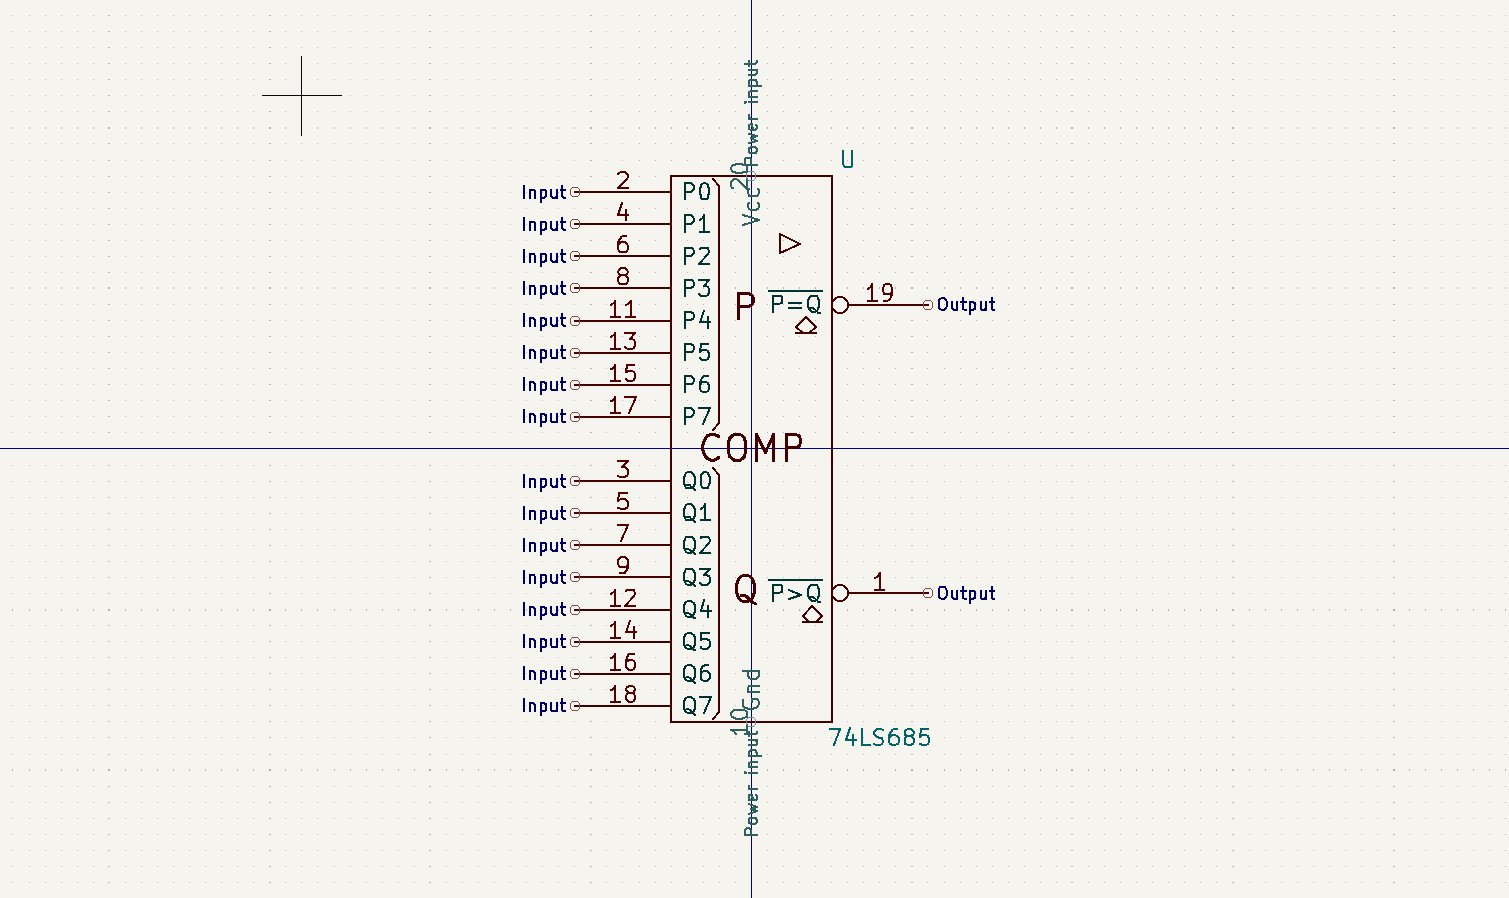 Power input
20
Vcc
U
Input 2 P0
Input 4 P1
Input 6 P2
Input 8 P3
P P=Q 19 Output
Input 11 P4
Input 13 P5
Input 15 P6
Input 17 P7
COMP
Input 3 Q0
Input 5 Q1
Input 7 Q2
Input 9 Q3
Q P>Q 1 Output
Input 12 Q4
Input 14 Q5
Input 16 Q6
Input 18 Q7
Gnd
10
Power input
74LS685